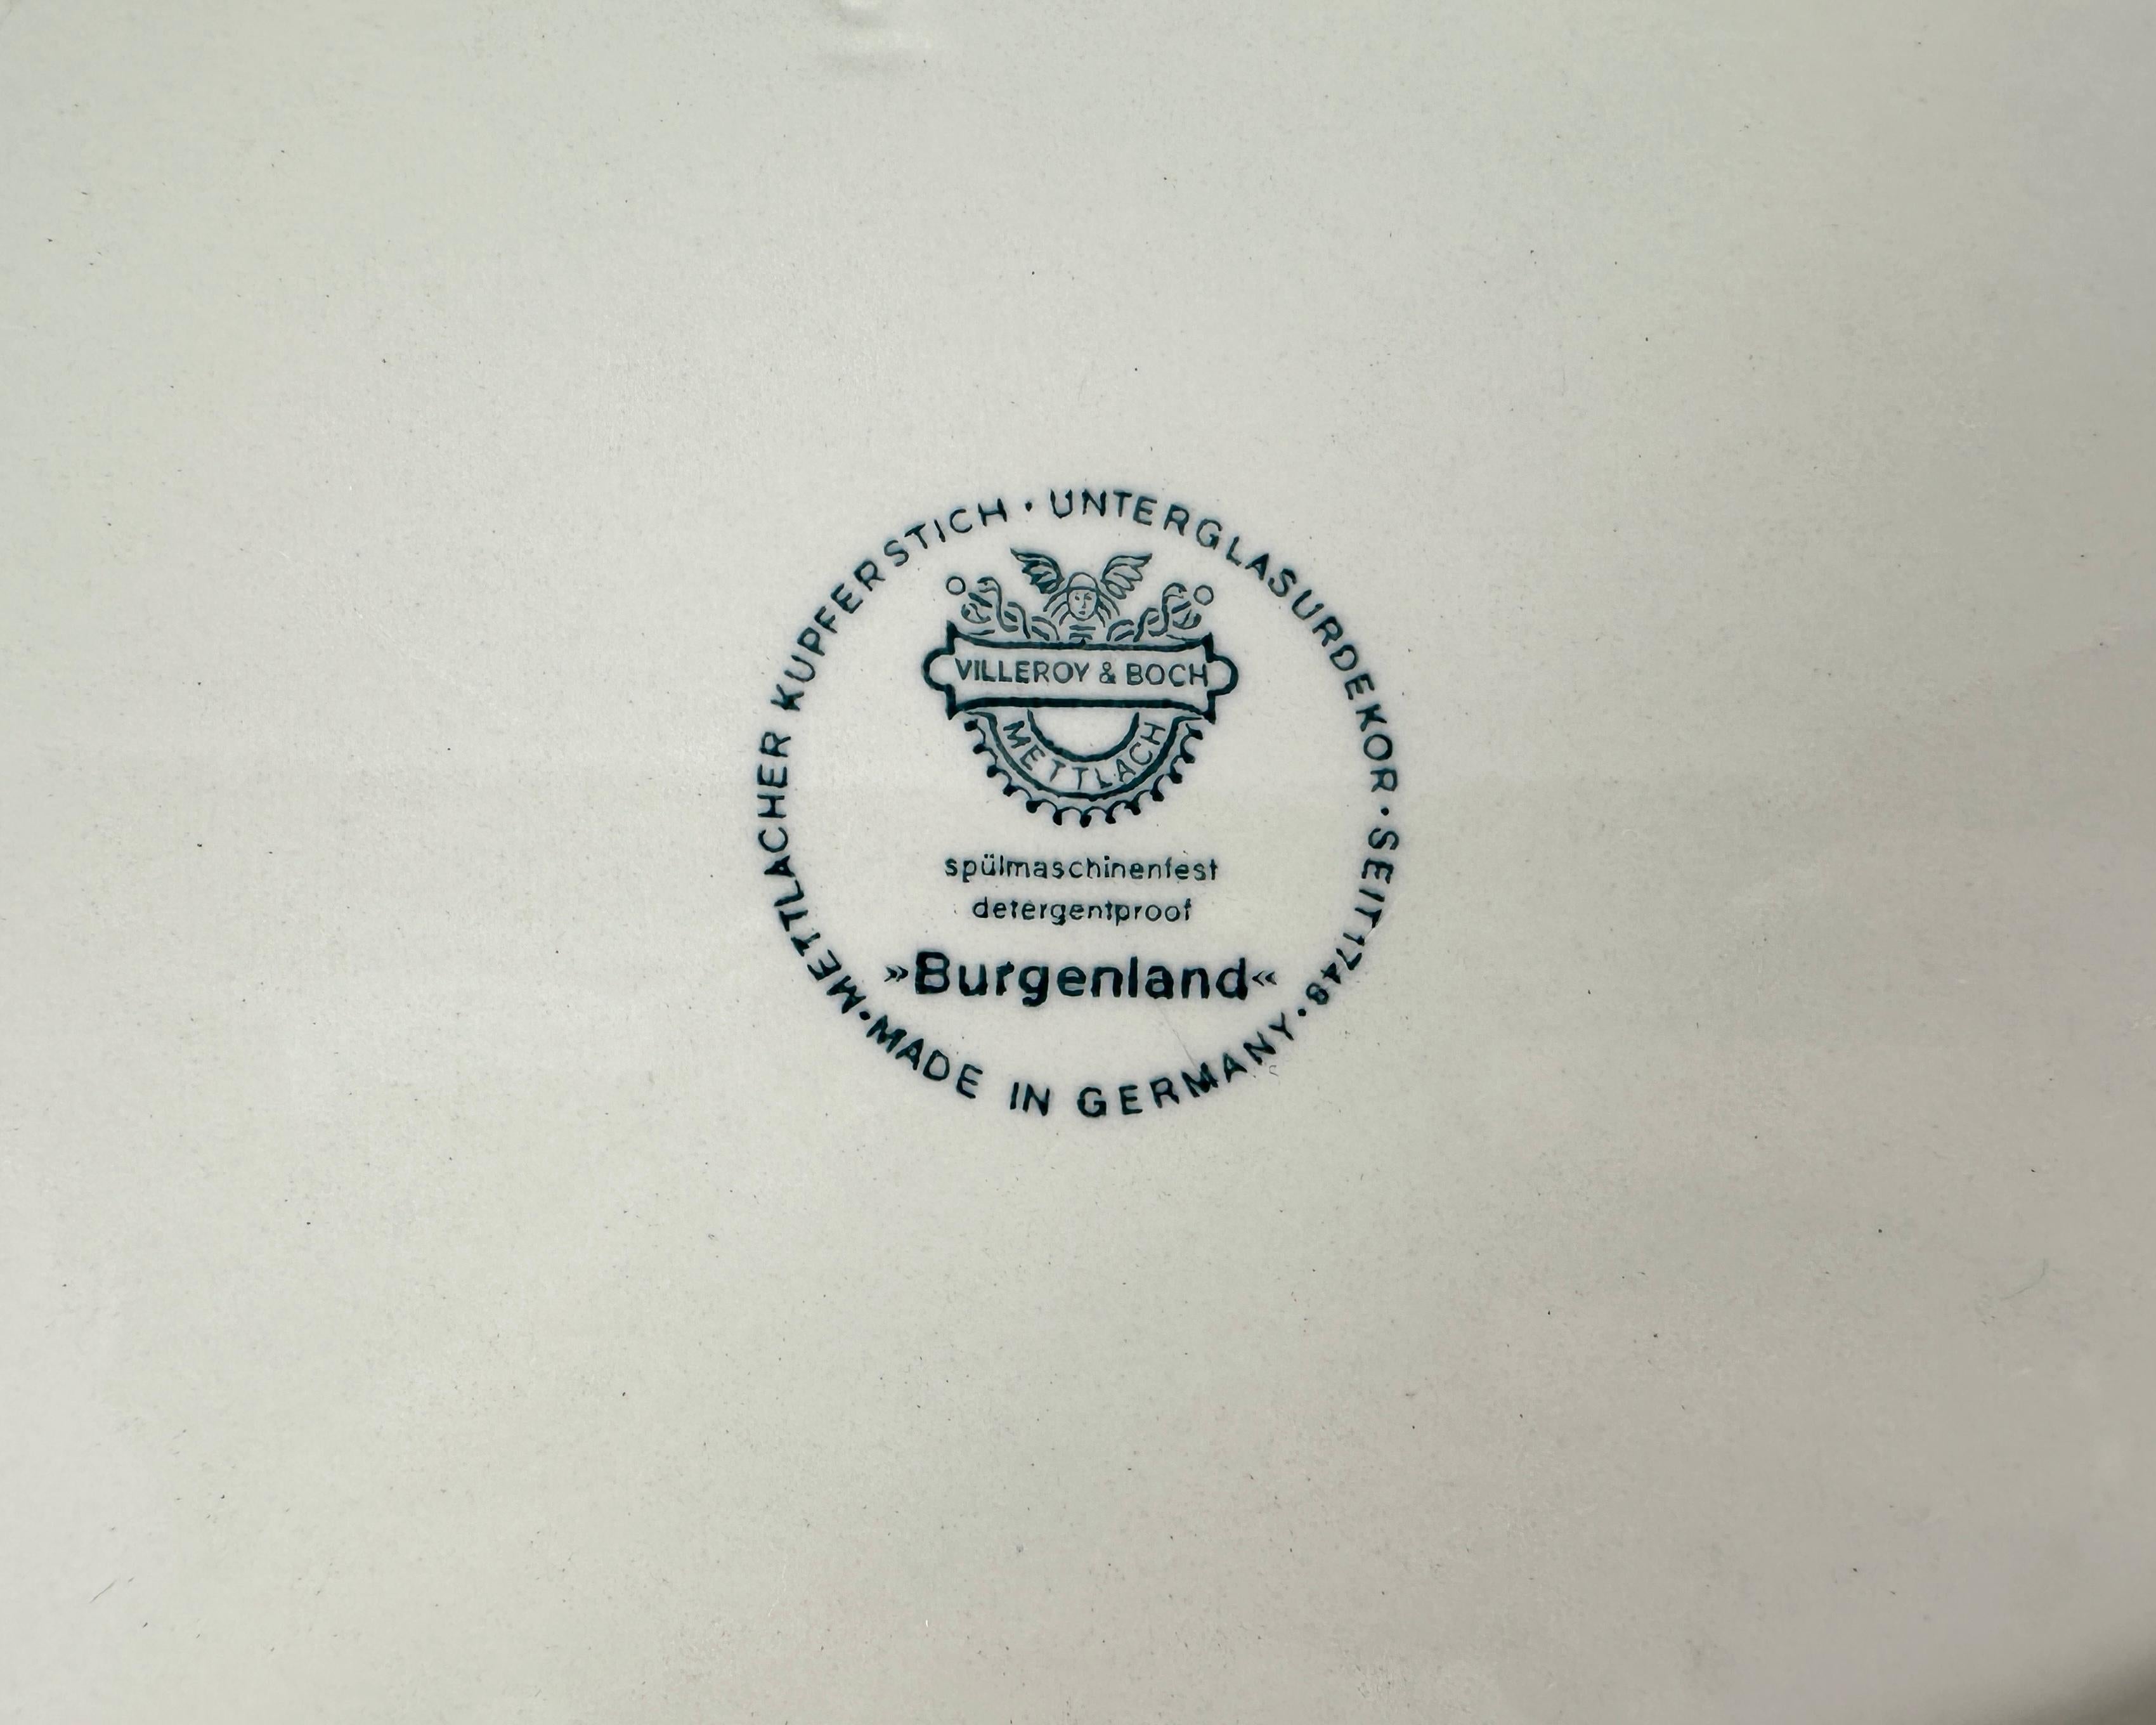 METTLACHER KUPFERSTICH · UNTERGLASURDEKOR · SEIT 1748 ·
VILLEROY & BOCH
METTLACH
spülmaschinenfest
detergentproof
»Burgenland«
· MADE IN GERMANY ·